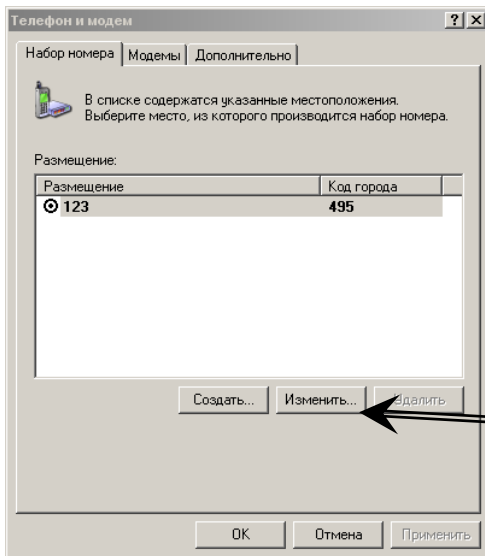 Телефон и модем
Набор номера Модемы Дополнительно
В списке содержатся указанные местоположения.
Выберите место, из которого производится набор номера.
Размещение:
Размещение Код города
123 495
Создать... Изменить... Удалить
OK Отмена Применить